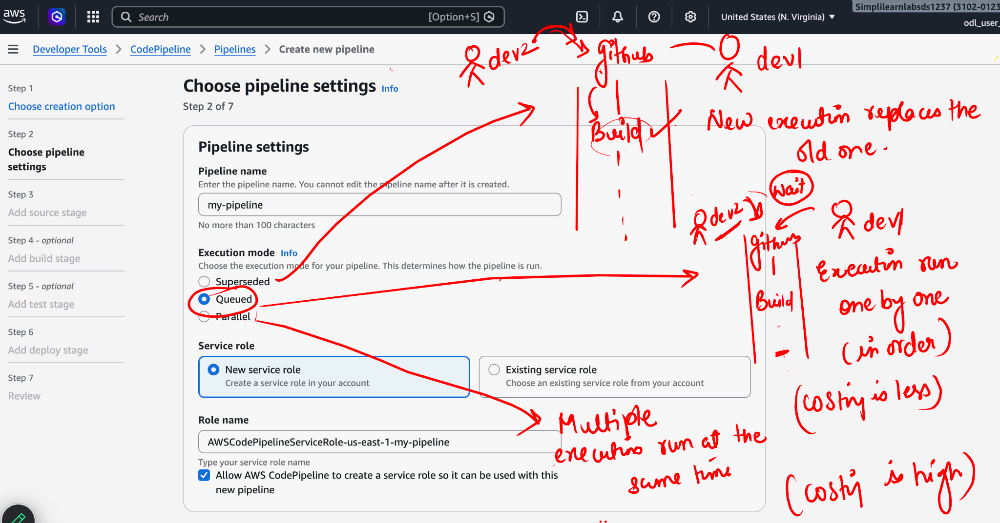 aws
Search
[Option+S]
United States (N. Virginia)
Simplilearnlabsds1237 (3102-0123
odl_user_
Developer Tools
CodePipeline
Pipelines
Create new pipeline
dev2
github
dev1
Step 1
Choose creation option
Step 2
Choose pipeline
settings
Step 3
Add source stage
Step 4 - optional
Add build stage
Step 5 - optional
Add test stage
Step 6
Add deploy stage
Step 7
Review
Choose pipeline settings Info
Step 2 of 7
Build
New execution replaces the
old one.
Pipeline settings
Pipeline name
Enter the pipeline name. You cannot edit the pipeline name after it is created.
my-pipeline
No more than 100 characters
Wait
dev2
dev1
github
Build
Execution run
one by one
(in order)
(costing is less)
Execution mode Info
Choose the execution mode for your pipeline. This determines how the pipeline is run.
Superseded
Queued
Parallel
Service role
New service role
Create a service role in your account
Existing service role
Choose an existing service role from your account
Role name
AWSCodePipelineServiceRole-us-east-1-my-pipeline
Type your service role name
Allow AWS CodePipeline to create a service role so it can be used with this
new pipeline
Multiple
execution run at the
same time
(costing is high)